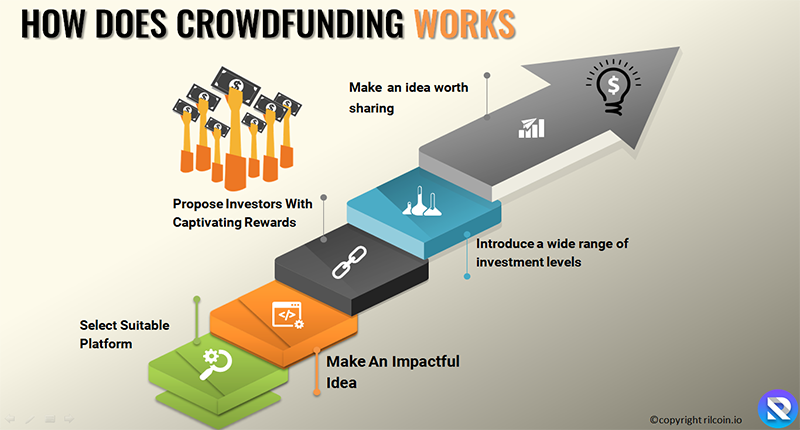 HOW DOES CROWDFUNDING WORKS
Make an idea worth
sharing
Propose Investors With
Captivating Rewards
Introduce a wide range of
investment levels
Select Suitable
Platform
Make An Impactful
Idea
©copyright rilcoin.io